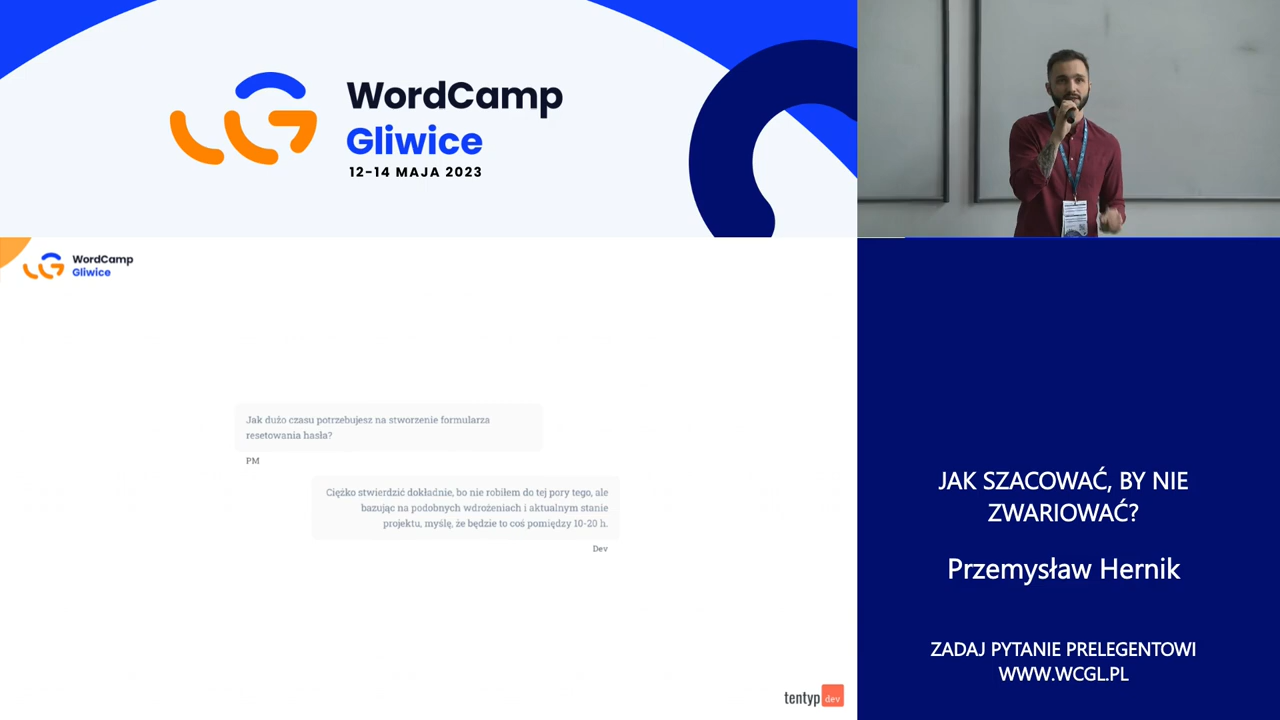 WordCamp
Gliwice
12-14 MAJA 2023
WordCamp
Gliwice
Jak dużo czasu potrzebujesz na stworzenie formularza
resetowania hasła?
PM
Ciężko stwierdzić dokładnie, bo nie robiłem do tej pory tego, ale
bazując na podobnych wdrożeniach i aktualnym stanie
projektu, myślę, że będzie to coś pomiędzy 10-20 h.
Dev
tentyp dev
JAK SZACOWAĆ, BY NIE
ZWARIOWAĆ?
Przemysław Hernik
ZADAJ PYTANIE PRELEGENTOWI
WWW.WCGL.PL